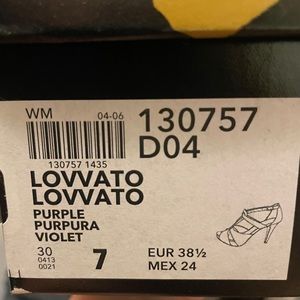 WM 04-06
130757
D04
130757 1435
LOVVATO
LOVVATO
PURPLE
PURPURA
VIOLET
30
0413
0021
7
EUR 38½
MEX 24